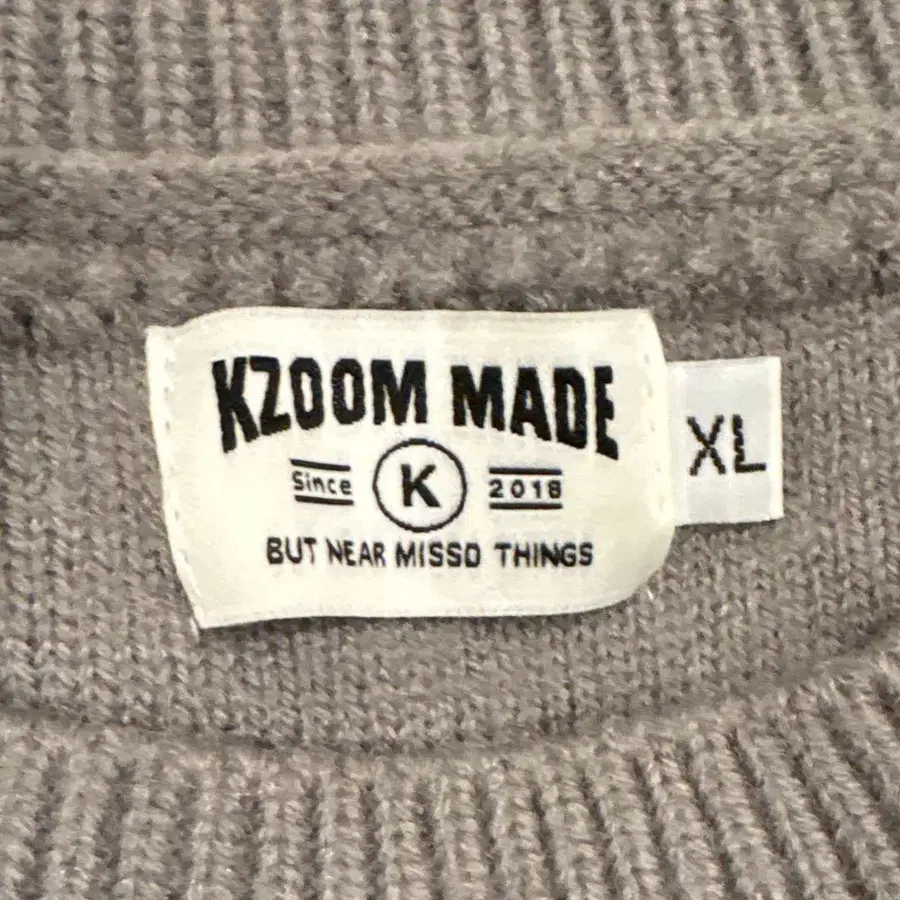 KZOOM MADE
Since K 2018
BUT NEAR MISSD THINGS
XL